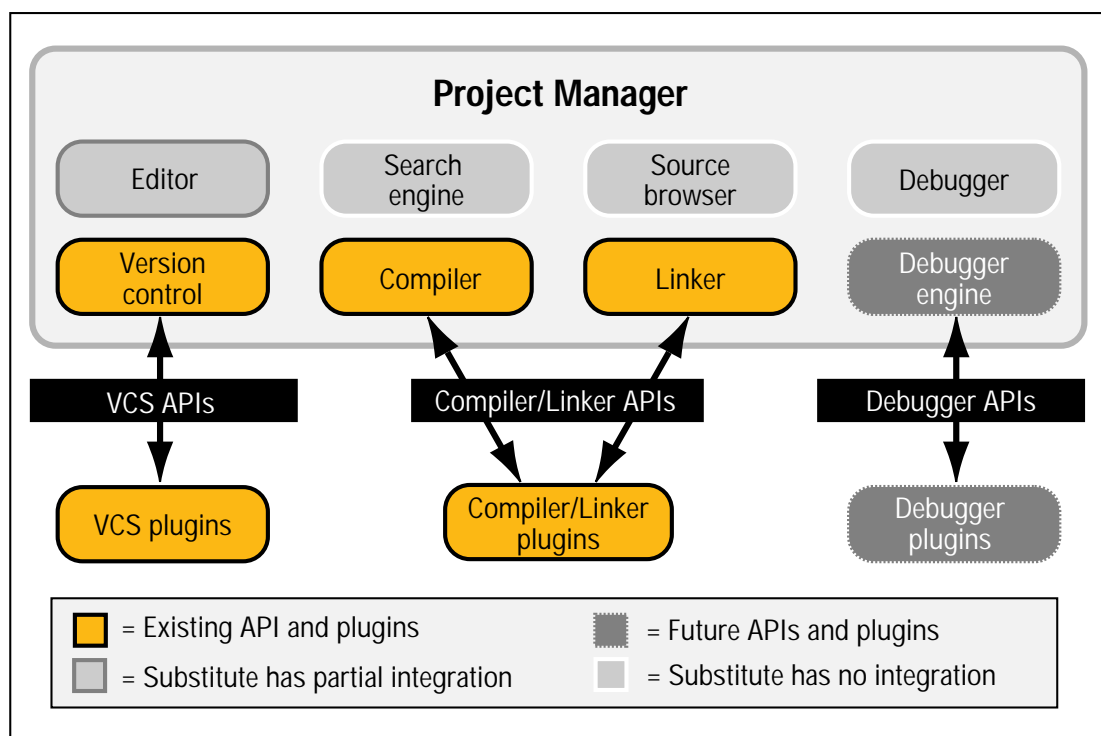 Project Manager
Editor
Search
engine
Source
browser
Debugger
Version
control
Compiler
Linker
Debugger
engine
VCS APIs
Compiler/Linker APIs
Debugger APIs
VCS plugins
Compiler/Linker
plugins
Debugger
plugins
= Existing API and plugins
= Future APIs and plugins
= Substitute has partial integration
= Substitute has no integration